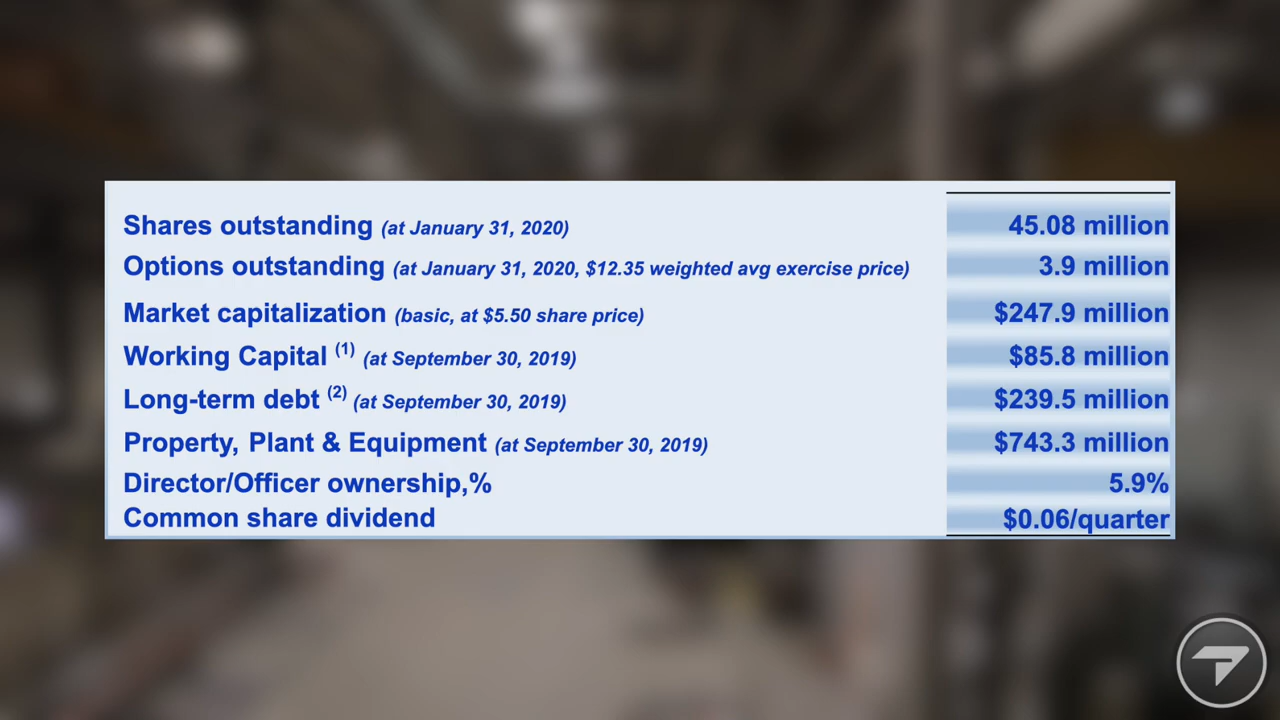 Shares outstanding (at January 31, 2020) 45.08 million
Options outstanding (at January 31, 2020, $12.35 weighted avg exercise price) 3.9 million
Market capitalization (basic, at $5.50 share price) $247.9 million
Working Capital (1) (at September 30, 2019) $85.8 million
Long-term debt (2) (at September 30, 2019) $239.5 million
Property, Plant & Equipment (at September 30, 2019) $743.3 million
Director/Officer ownership,% 5.9%
Common share dividend $0.06/quarter